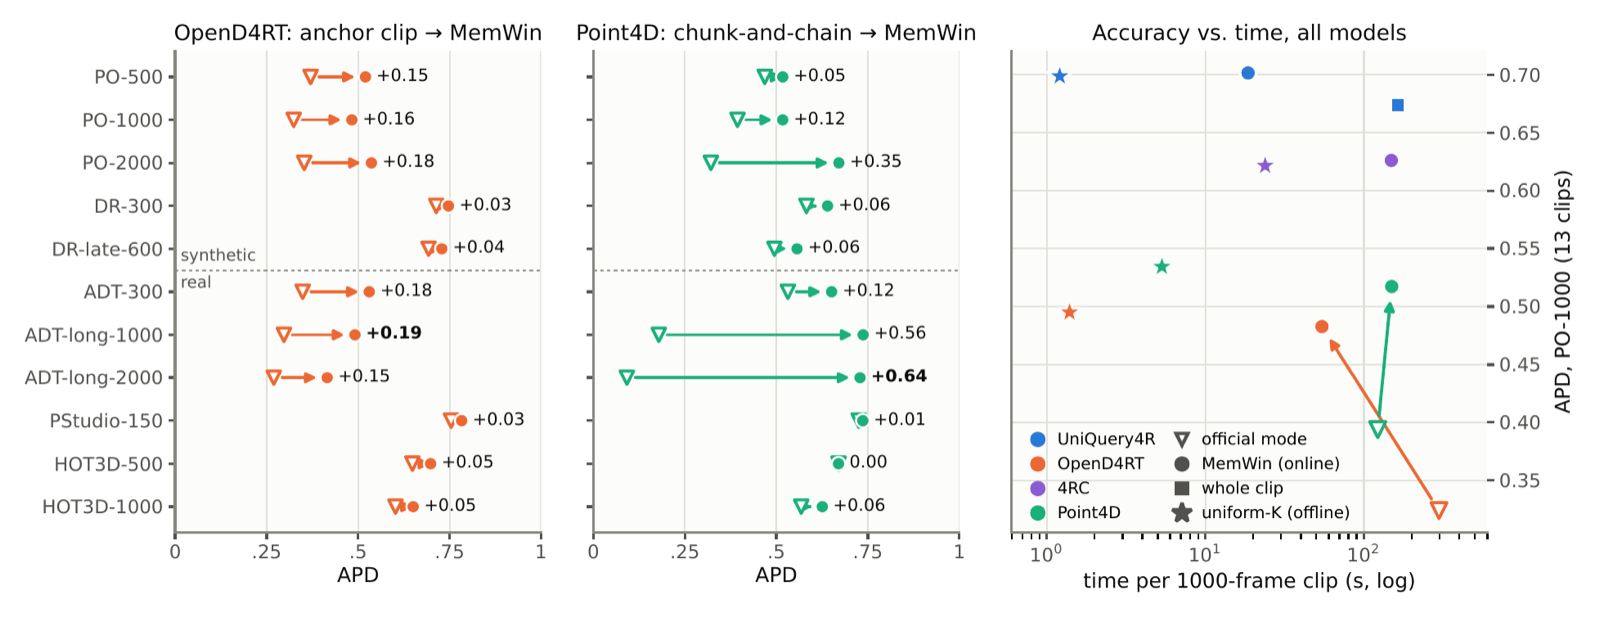 OpenD4RT: anchor clip → MemWin
PO-500
+0.15
PO-1000
+0.16
PO-2000
+0.18
DR-300
+0.03
DR-late-600
+0.04
synthetic
real
ADT-300
+0.18
ADT-long-1000
+0.19
ADT-long-2000
+0.15
PStudio-150
+0.03
HOT3D-500
+0.05
HOT3D-1000
+0.05
0 .25 .5 .75 1
APD
Point4D: chunk-and-chain → MemWin
+0.05
+0.12
+0.35
+0.06
+0.06
+0.12
+0.56
+0.64
+0.01
0.00
+0.06
0 .25 .5 .75 1
APD
Accuracy vs. time, all models
0.70
0.65
0.60
0.55
0.50
0.45
0.40
0.35
APD, PO-1000 (13 clips)
UniQuery4R
OpenD4RT
4RC
Point4D
official mode
MemWin (online)
whole clip
uniform-K (offline)
10⁰ 10¹ 10²
time per 1000-frame clip (s, log)